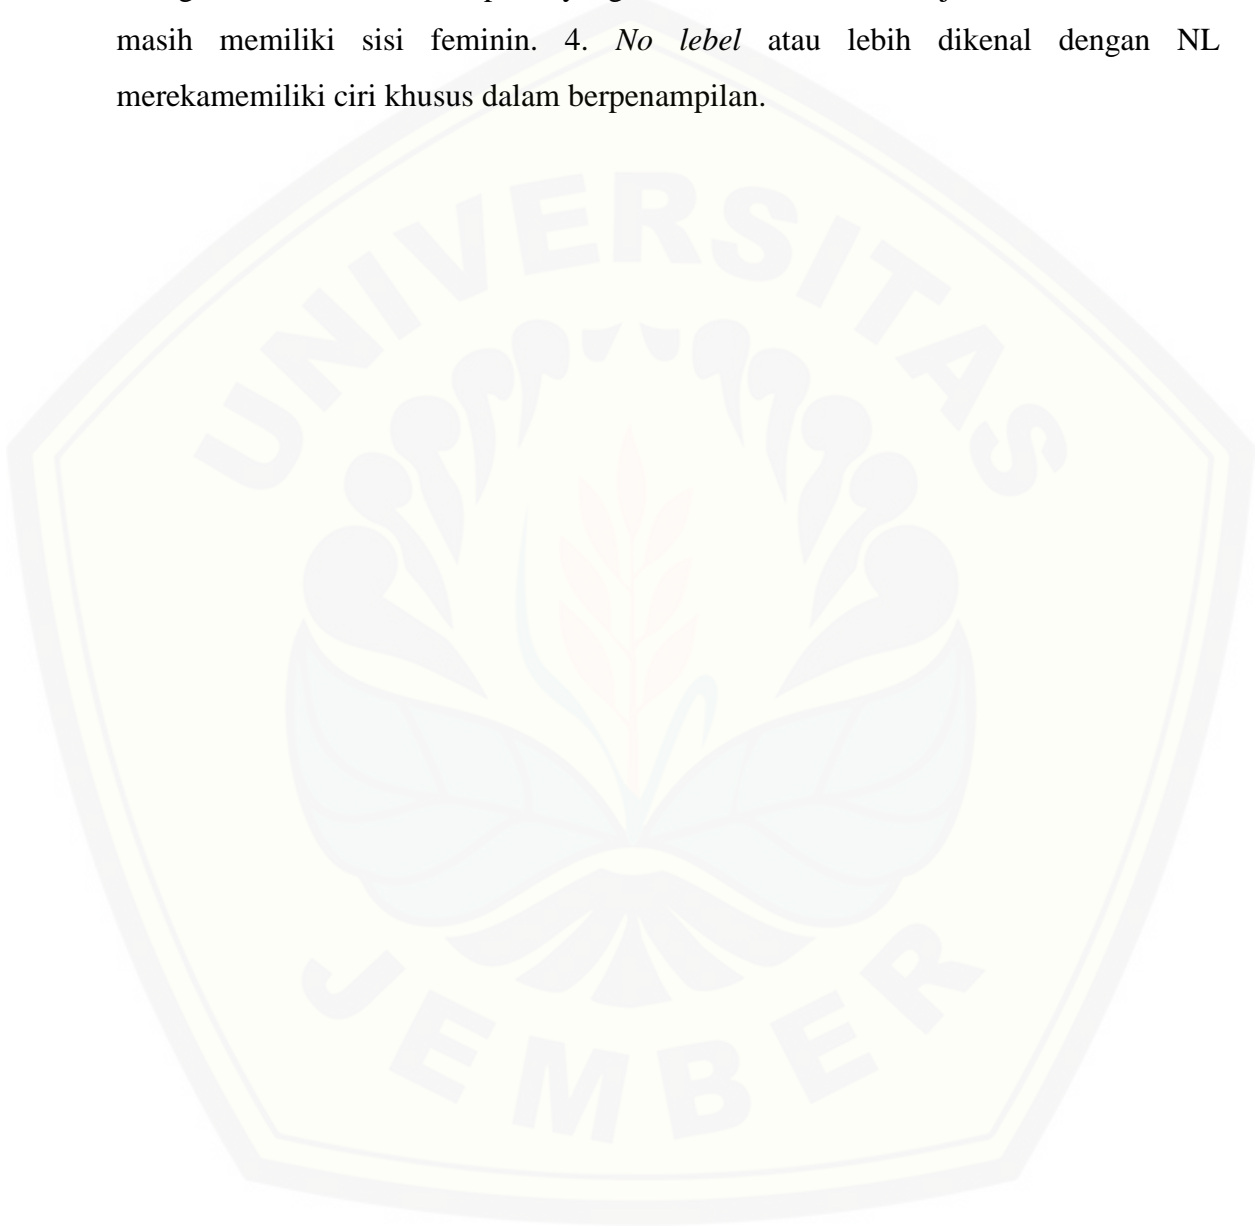 masih memiliki sisi feminin. 4. No lebel atau lebih dikenal dengan NL
merekamemiliki ciri khusus dalam berpenampilan.
UNIVERSITAS
JEMBER